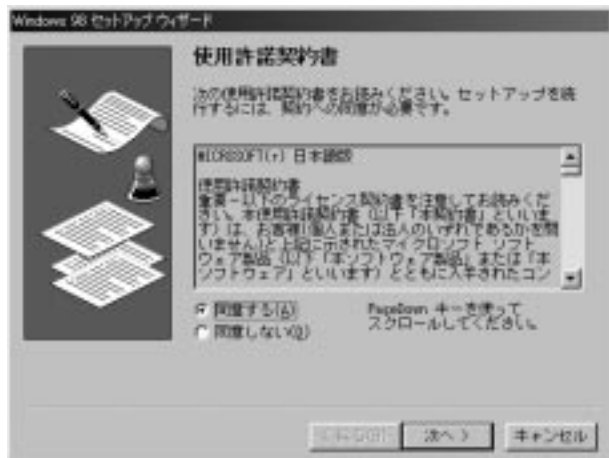 Windows 98 セットアップ ウィザード
使用許諾契約書
次の使用許諾契約書をお読みください。セットアップを続
行するには、契約への同意が必要です。
MICROSOFT(r) 日本語版
使用許諾契約書
重要－以下のライセンス契約書を注意してお読みくだ
さい。本使用許諾契約書（以下「本契約書」といいま
す）は、お客様（個人または法人のいずれであるかを問
いません）と上記に示されたマイクロソフト ソフト
ウェア製品（以下「本ソフトウェア製品」または「本
ソフトウェア」といいます）とともに入手されたコン
同意する(A)
PageDown キーを使って
スクロールしてください。
同意しない(D)
< 戻る(B)
次へ >
キャンセル